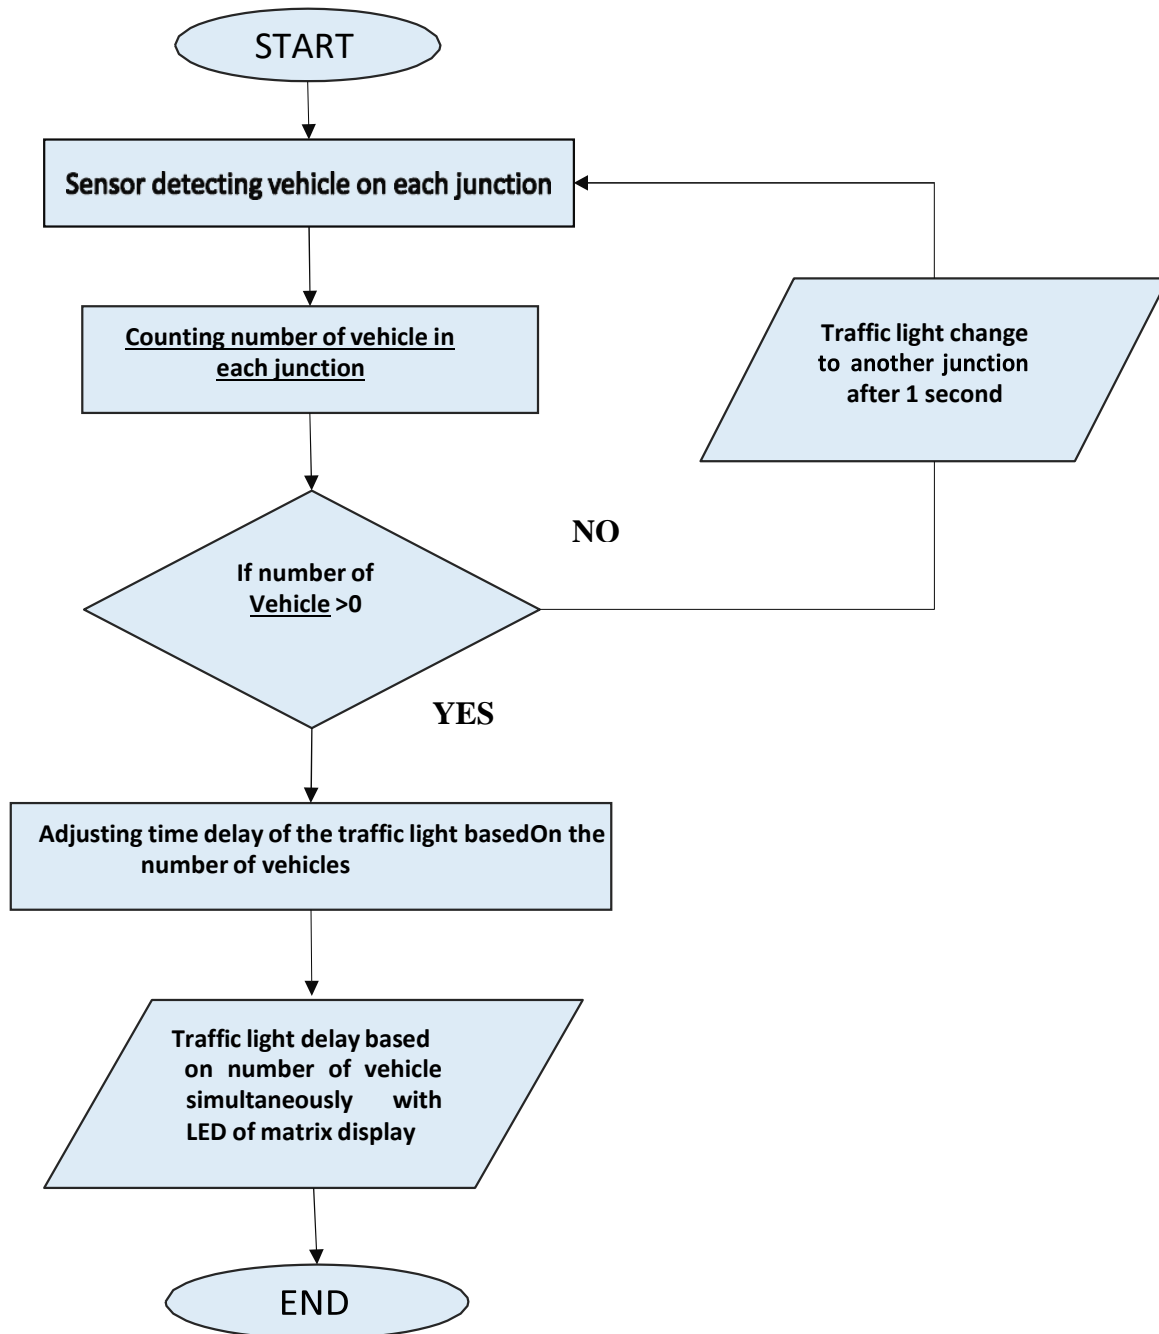 START
Sensor detecting vehicle on each junction
Counting number of vehicle in
each junction
Traffic light change
to another junction
after 1 second
NO
If number of
Vehicle >0
YES
Adjusting time delay of the traffic light basedOn the
number of vehicles
Traffic light delay based
on number of vehicle
simultaneously with
LED of matrix display
END